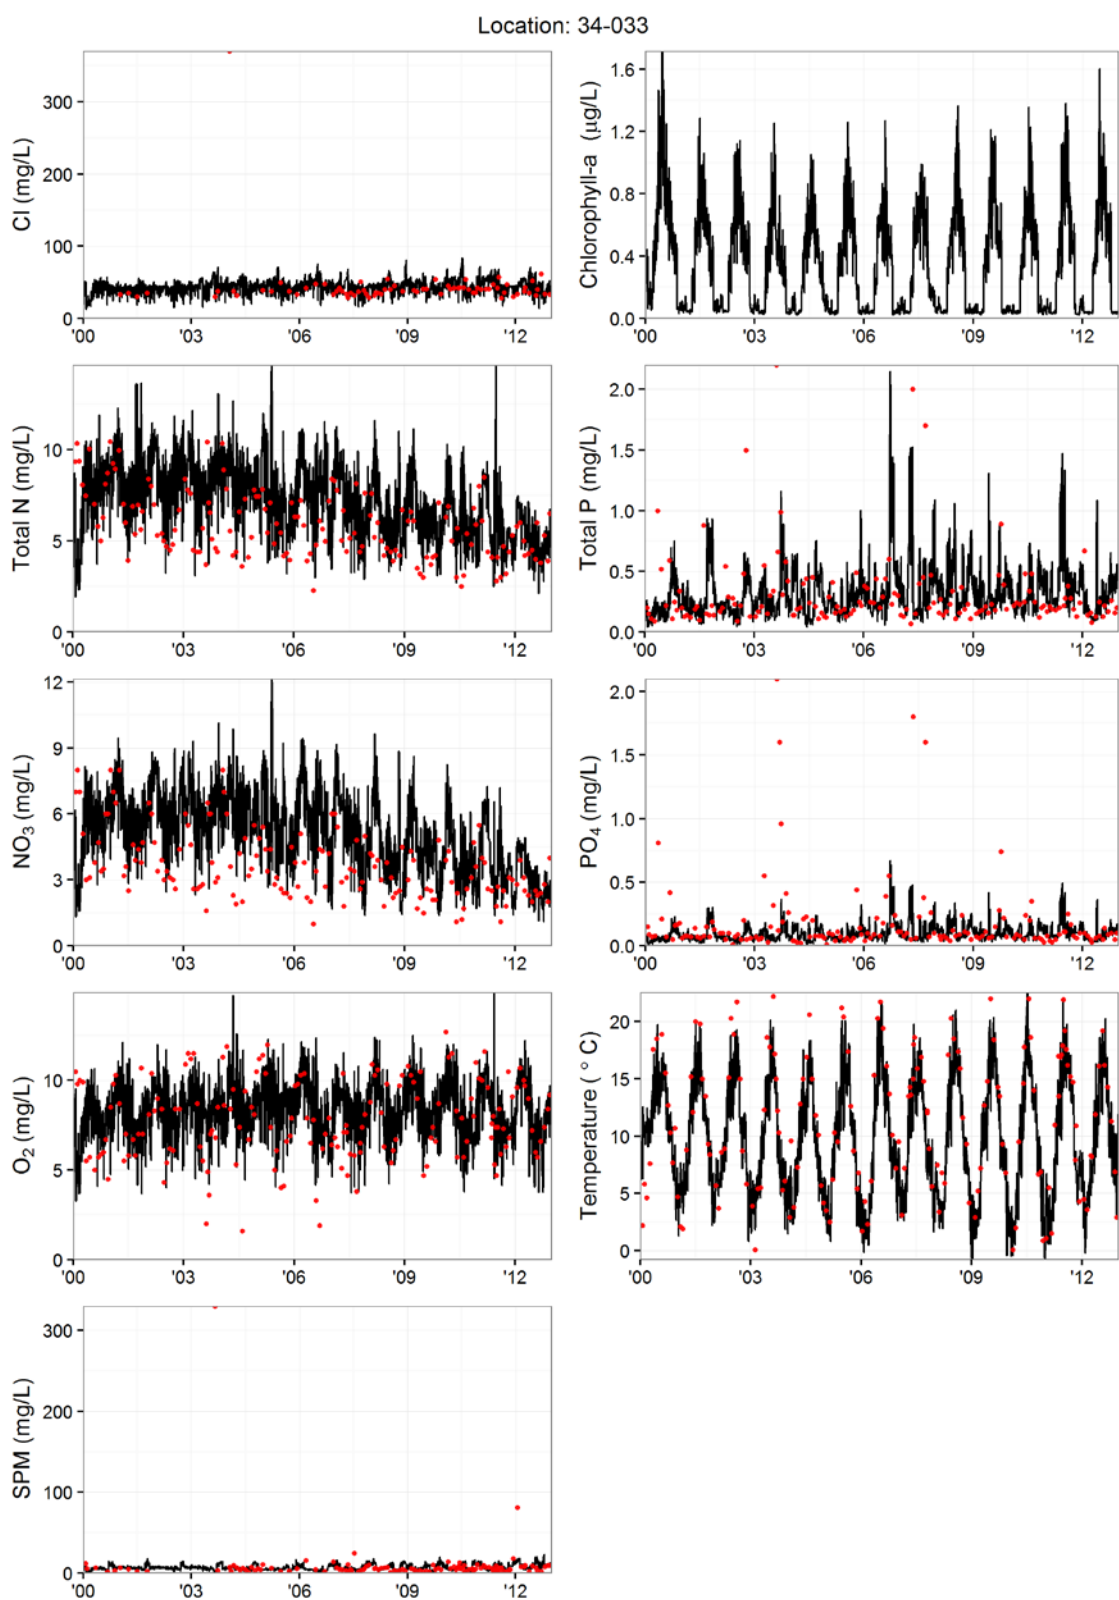 Location: 34-033
Cl (mg/L)
300
200
100
0
'00 '03 '06 '09 '12
Chlorophyll-a (µg/L)
1.6
1.2
0.8
0.4
0.0
'00 '03 '06 '09 '12
Total N (mg/L)
10
5
0
'00 '03 '06 '09 '12
Total P (mg/L)
2.0
1.5
1.0
0.5
0.0
'00 '03 '06 '09 '12
NO3 (mg/L)
12
9
6
3
0
'00 '03 '06 '09 '12
PO4 (mg/L)
2.0
1.5
1.0
0.5
0.0
'00 '03 '06 '09 '12
O2 (mg/L)
10
5
0
'00 '03 '06 '09 '12
Temperature ( ° C)
20
15
10
5
0
'00 '03 '06 '09 '12
SPM (mg/L)
300
200
100
0
'00 '03 '06 '09 '12